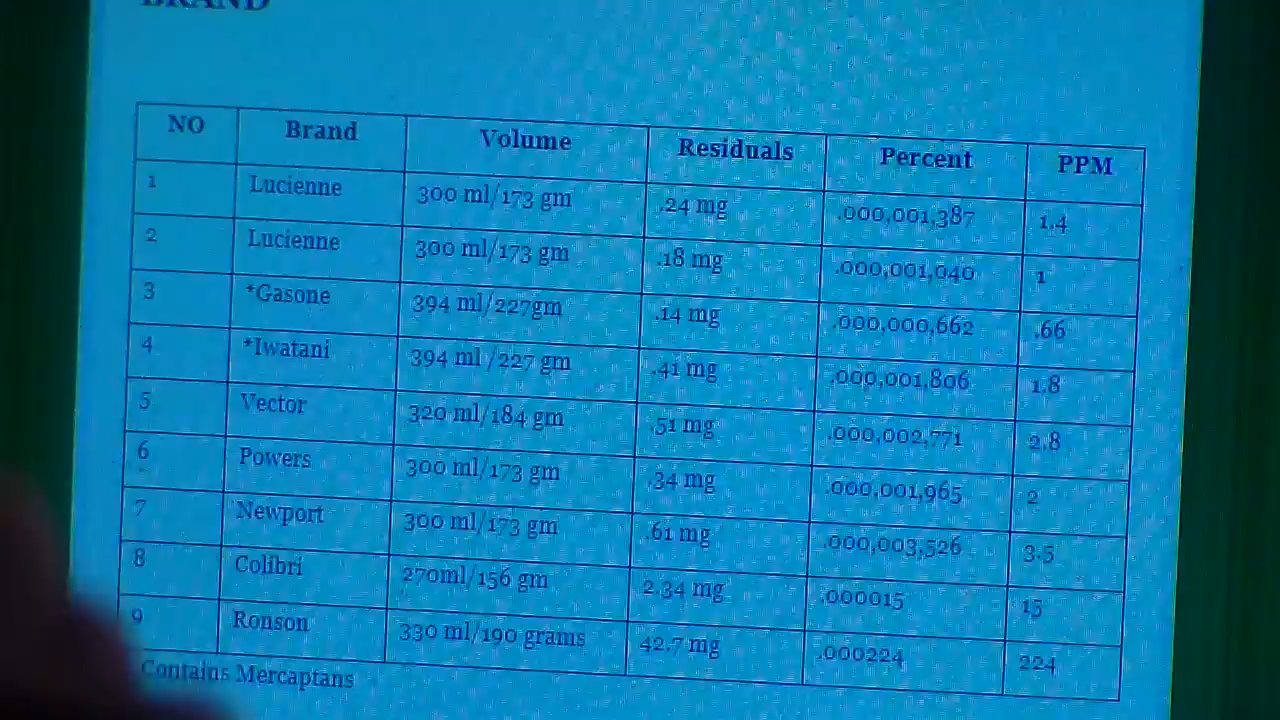 BRAND
NO Brand Volume Residuals Percent PPM
1 Lucienne 300 ml/173 gm .24 mg .000,001,387 1.4
2 Lucienne 300 ml/173 gm .18 mg .000,001,040 1
3 *Gasone 394 ml/227gm .14 mg .000,000,662 .66
4 *Iwatani 394 ml /227 gm .41 mg .000,001,806 1.8
5 Vector 320 ml/184 gm .51 mg .000,002,771 2.8
6 Powers 300 ml/173 gm .34 mg .000,001,965 2
7 Newport 300 ml/173 gm .61 mg .000,003,526 3.5
8 Colibri 270ml/156 gm 2.34 mg .000015 15
9 Ronson 330 ml/190 grams 42.7 mg .000224 224
Contains Mercaptans